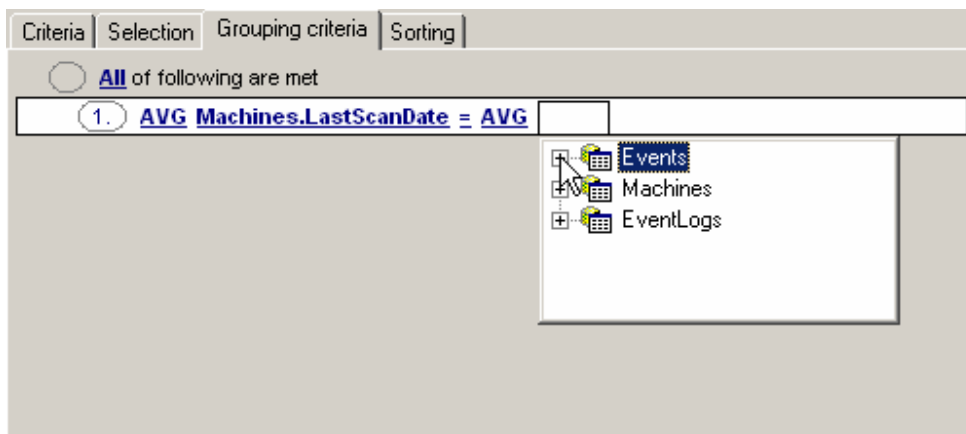 Criteria Selection Grouping criteria Sorting
All of following are met
1. AVG Machines.LastScanDate = AVG
Events
Machines
EventLogs